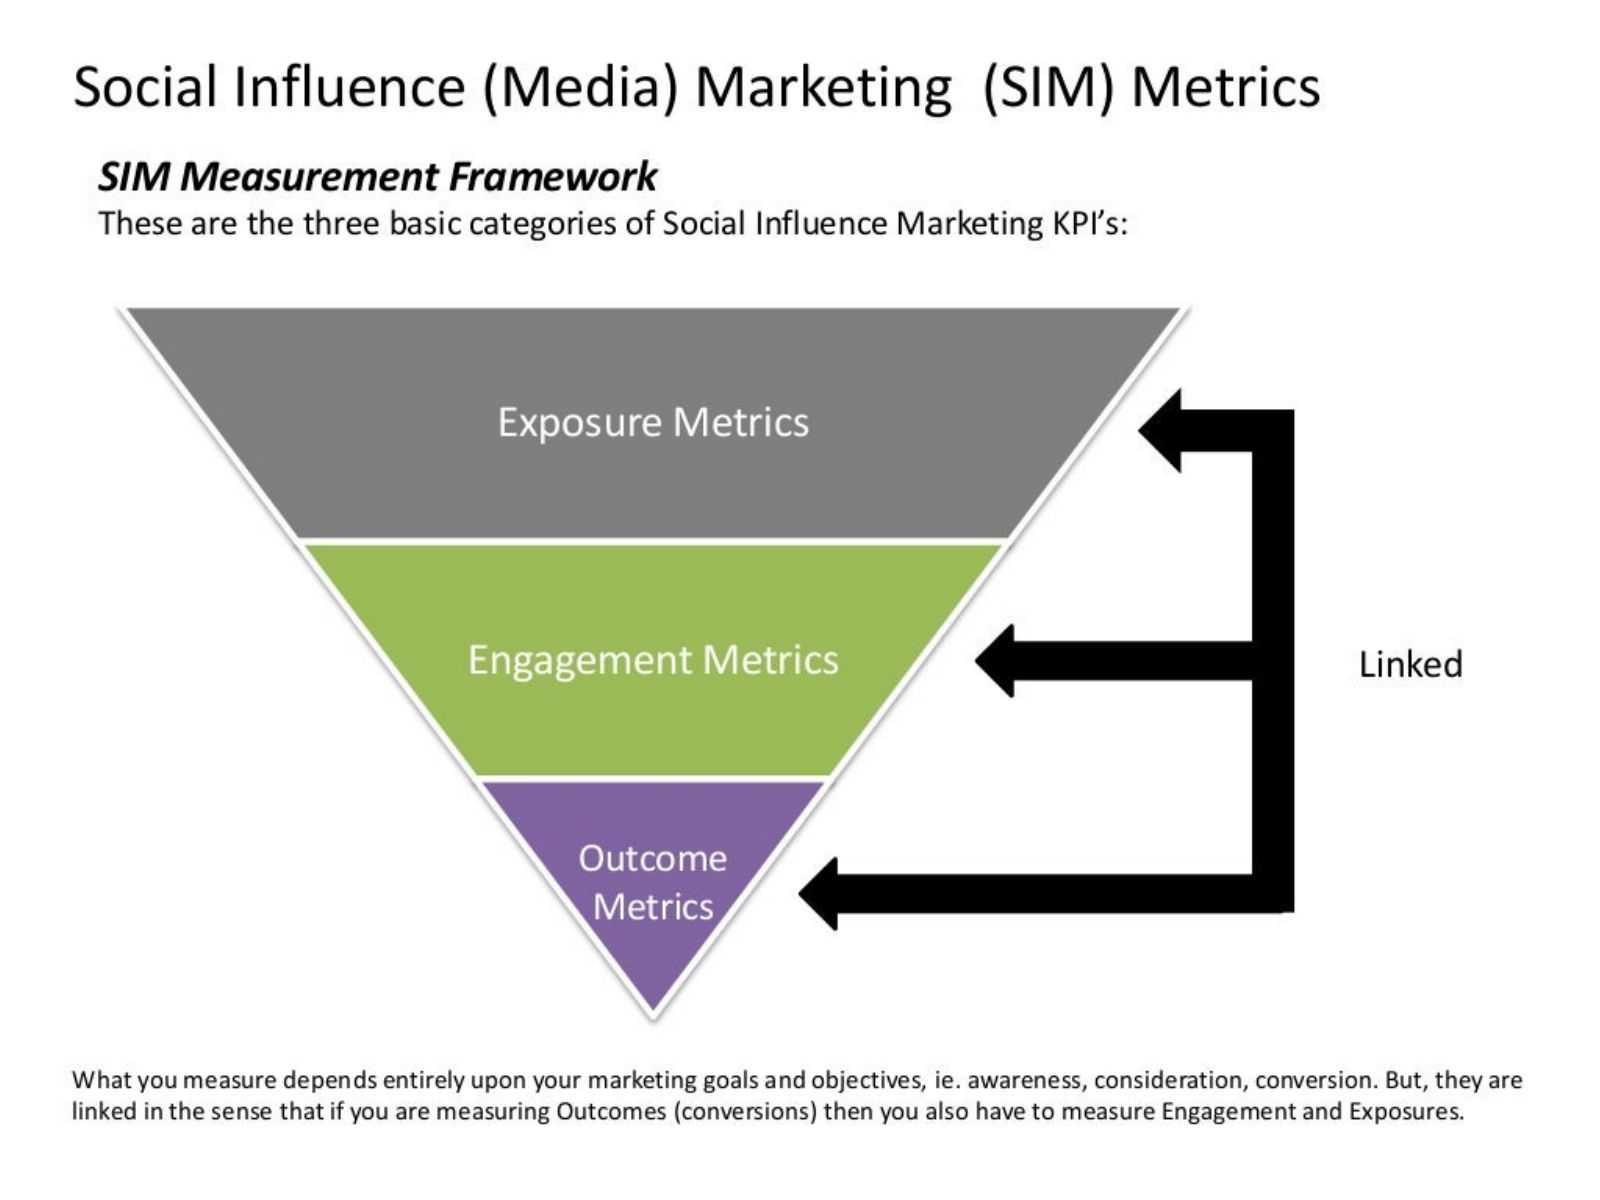 Social Influence (Media) Marketing  (SIM) Metrics
SIM Measurement Framework
These are the three basic categories of Social Influence Marketing KPI’s:
Exposure Metrics
Engagement Metrics
Linked
Outcome
Metrics
What you measure depends entirely upon your marketing goals and objectives, ie. awareness, consideration, conversion. But, they are
linked in the sense that if you are measuring Outcomes (conversions) then you also have to measure Engagement and Exposures.